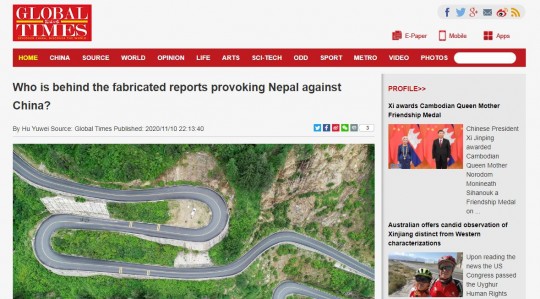 GLOBAL
TIMES
E-Paper
Mobile
Apps
HOME CHINA SOURCE WORLD OPINION LIFE ARTS SCI-TECH ODD SPORT METRO VIDEO PHOTOS
Who is behind the fabricated reports provoking Nepal against
China?
By Hu Yuwei Source: Global Times Published: 2020/11/10 22:13:40
3
PROFILE>>
Xi awards Cambodian Queen Mother
Friendship Medal
Chinese President
Xi Jinping
awarded
Cambodian
Queen Mother
Norodom
Monineath
Sihanouk a
Friendship Medal
on ...
Australian offers candid observation of
Xinjiang distinct from Western
characterizations
Upon reading
the news the US
Congress passed
the Uyghur
Human Rights